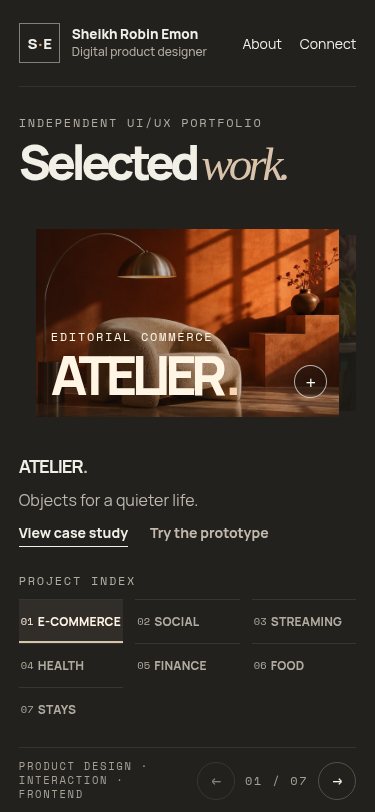 S·E
Sheikh Robin Emon
Digital product designer
About Connect
INDEPENDENT UI/UX PORTFOLIO
Selected work.
EDITORIAL COMMERCE
ATELIER.
+
ATELIER.
Objects for a quieter life.
View case study Try the prototype
PROJECT INDEX
01 E-COMMERCE 02 SOCIAL 03 STREAMING
04 HEALTH 05 FINANCE 06 FOOD
07 STAYS
PRODUCT DESIGN ·
INTERACTION ·
FRONTEND
← 01 / 07 →